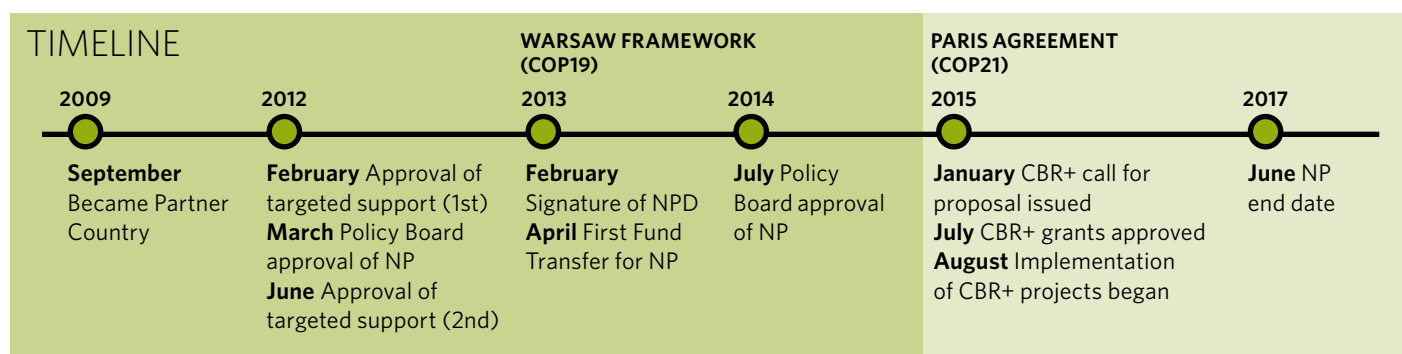 TIMELINE
WARSAW FRAMEWORK
(COP19)
PARIS AGREEMENT
(COP21)
2009
September
Became Partner
Country
2012
February Approval of
targeted support (1st)
March Policy Board
approval of NP
June Approval of
targeted support (2nd)
2013
February
Signature of NPD
April First Fund
Transfer for NP
2014
July Policy
Board approval
of NP
2015
January CBR+ call for
proposal issued
July CBR+ grants approved
August Implementation
of CBR+ projects began
2017
June NP
end date